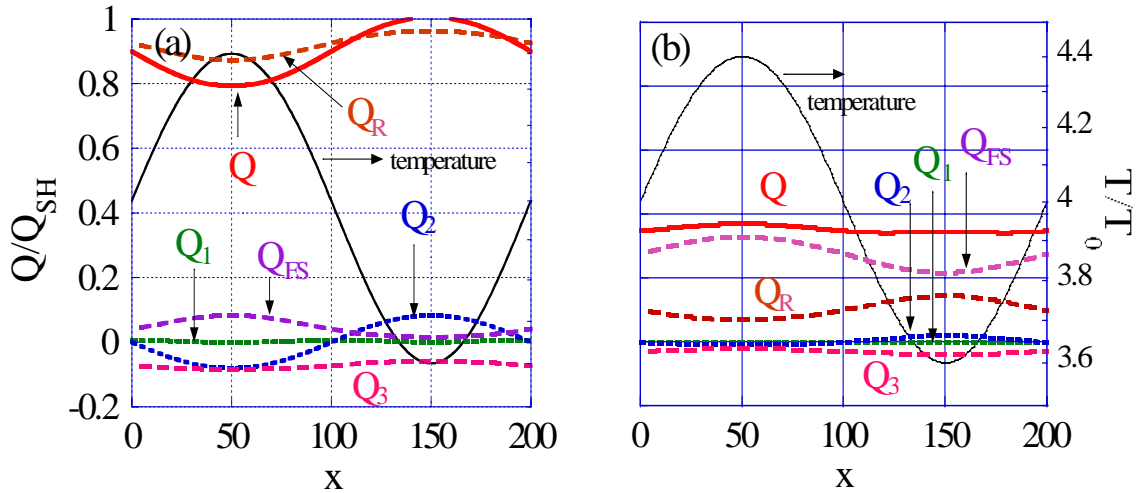 (a)
1
0.8
0.6
0.4
0.2
0
-0.2
Q/Q_SH
Q_R
Q
temperature
Q_1
Q_FS
Q_2
Q_3
0 50 100 150 200
x
(b)
4.4
4.2
4
3.8
3.6
T/T_0
temperature
Q_FS
Q_1
Q_2
Q
Q_R
Q_3
0 50 100 150 200
x